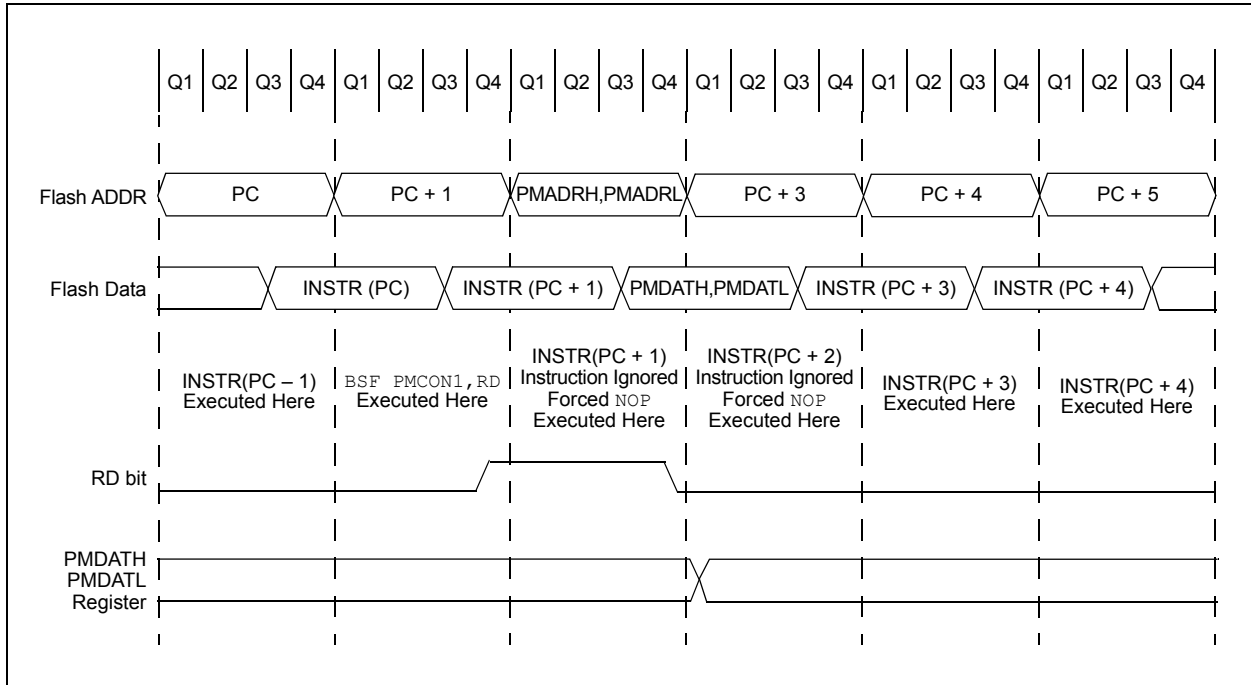 Q1 Q2 Q3 Q4 Q1 Q2 Q3 Q4 Q1 Q2 Q3 Q4 Q1 Q2 Q3 Q4 Q1 Q2 Q3 Q4 Q1 Q2 Q3 Q4
Flash ADDR PC PC + 1 PMADRH,PMADRL PC + 3 PC + 4 PC + 5
Flash Data INSTR (PC) INSTR (PC + 1) PMDATH,PMDATL INSTR (PC + 3) INSTR (PC + 4)
INSTR(PC – 1)
Executed Here
BSF PMCON1,RD
Executed Here
INSTR(PC + 1)
Instruction Ignored
Forced NOP
Executed Here
INSTR(PC + 2)
Instruction Ignored
Forced NOP
Executed Here
INSTR(PC + 3)
Executed Here
INSTR(PC + 4)
Executed Here
RD bit
PMDATH
PMDATL
Register